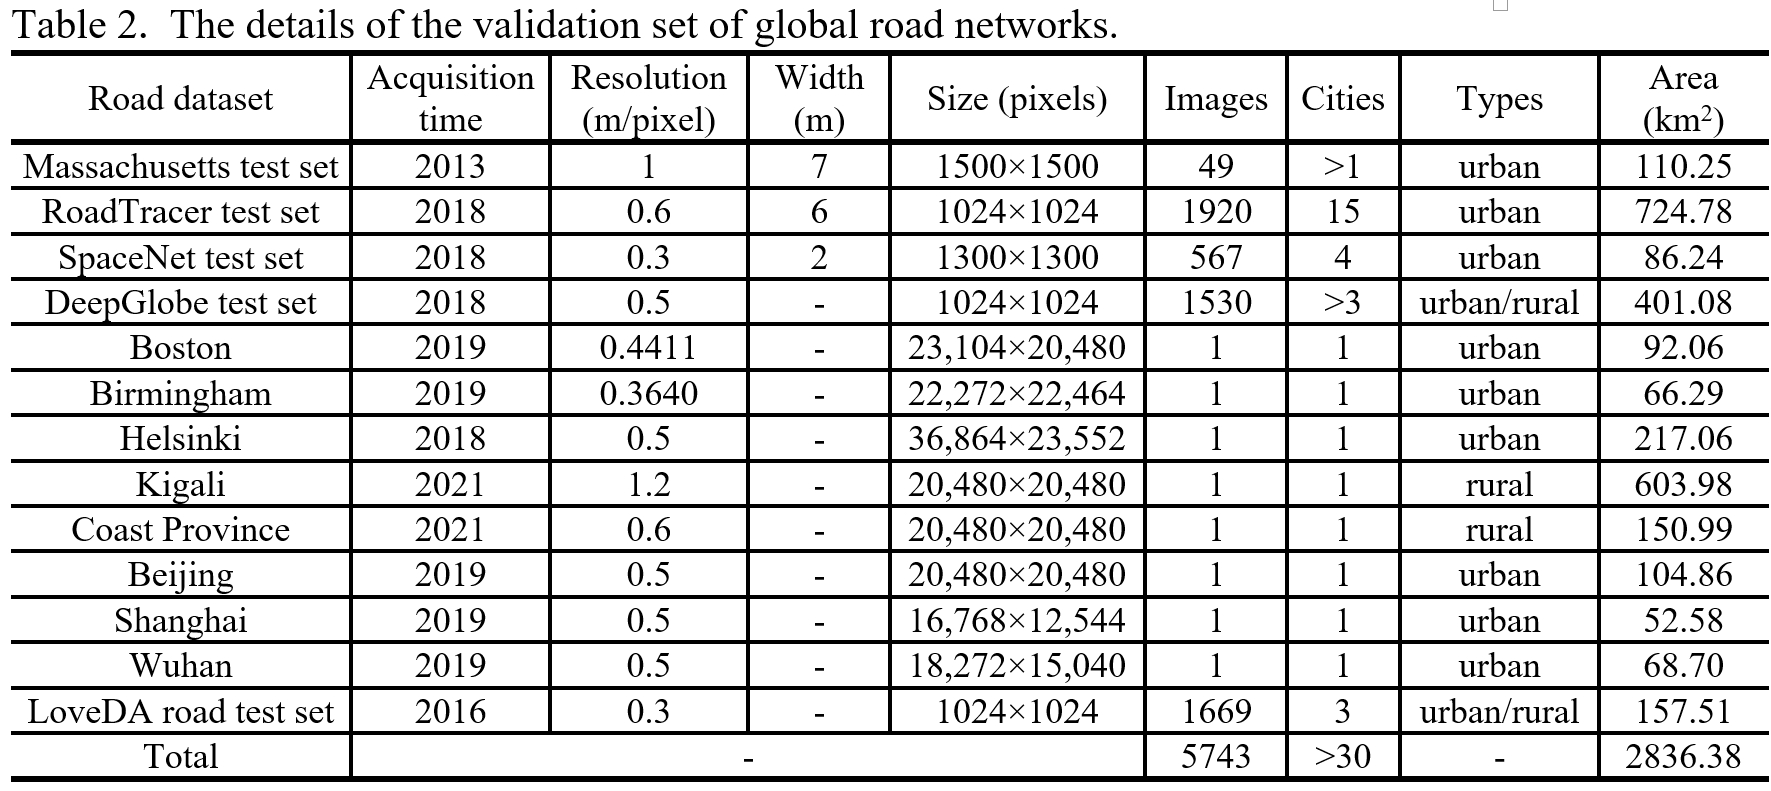 Table 2. The details of the validation set of global road networks.
Road dataset Acquisition time Resolution (m/pixel) Width (m) Size (pixels) Images Cities Types Area (km²)
Massachusetts test set 2013 1 7 1500×1500 49 >1 urban 110.25
RoadTracer test set 2018 0.6 6 1024×1024 1920 15 urban 724.78
SpaceNet test set 2018 0.3 2 1300×1300 567 4 urban 86.24
DeepGlobe test set 2018 0.5 - 1024×1024 1530 >3 urban/rural 401.08
Boston 2019 0.4411 - 23,104×20,480 1 1 urban 92.06
Birmingham 2019 0.3640 - 22,272×22,464 1 1 urban 66.29
Helsinki 2018 0.5 - 36,864×23,552 1 1 urban 217.06
Kigali 2021 1.2 - 20,480×20,480 1 1 rural 603.98
Coast Province 2021 0.6 - 20,480×20,480 1 1 rural 150.99
Beijing 2019 0.5 - 20,480×20,480 1 1 urban 104.86
Shanghai 2019 0.5 - 16,768×12,544 1 1 urban 52.58
Wuhan 2019 0.5 - 18,272×15,040 1 1 urban 68.70
LoveDA road test set 2016 0.3 - 1024×1024 1669 3 urban/rural 157.51
Total - 5743 >30 - 2836.38